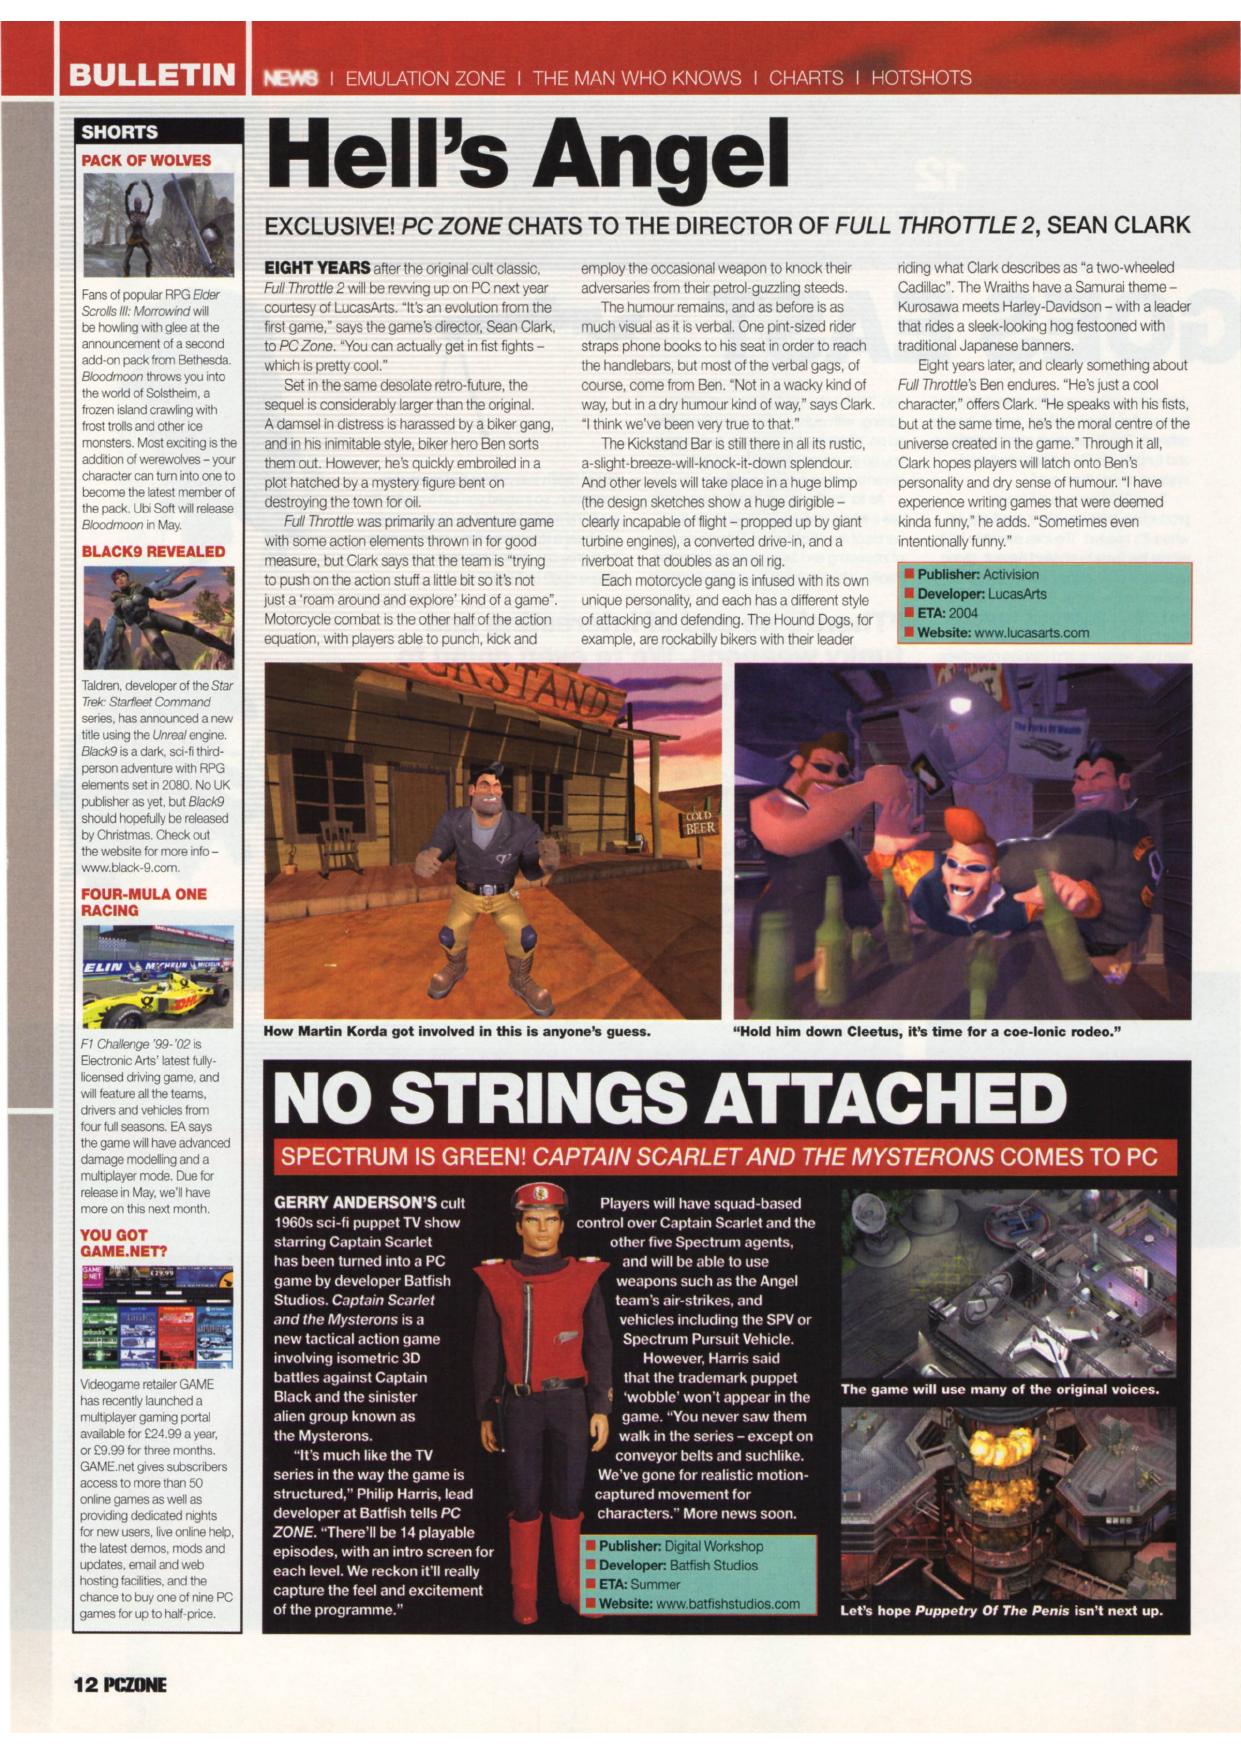 BULLETIN
NEWS | EMULATION ZONE | THE MAN WHO KNOWS | CHARTS | HOTSHOTS
SHORTS
PACK OF WOLVES
Fans of popular RPG Elder
Scrolls III: Morrowind will
be howling with glee at the
announcement of a second
add-on pack from Bethesda.
Bloodmoon throws you into
the world of Solstheim, a
frozen island crawling with
frost trolls and other ice
monsters. Most exciting is the
addition of werewolves – your
character can turn into one to
become the latest member of
the pack. Ubi Soft will release
Bloodmoon in May.
BLACK9 REVEALED
Taldren, developer of the Star
Trek: Starfleet Command
series, has announced a new
title using the Unreal engine.
Black9 is a dark, sci-fi third-
person adventure with RPG
elements set in 2080. No UK
publisher as yet, but Black9
should hopefully be released
by Christmas. Check out
the website for more info –
www.black-9.com.
FOUR-MULA ONE
RACING
ELIN MICHELIN MICHELIN
DHL
F1 Challenge '99-'02 is
Electronic Arts' latest fully-
licensed driving game, and
will feature all the teams,
drivers and vehicles from
four full seasons. EA says
the game will have advanced
damage modelling and a
multiplayer mode. Due for
release in May, we'll have
more on this next month.
YOU GOT
GAME.NET?
GAME
NET
£29.99
Videogame retailer GAME
has recently launched a
multiplayer gaming portal
available for £24.99 a year,
or £9.99 for three months.
GAME.net gives subscribers
access to more than 50
online games as well as
providing dedicated nights
for new users, live online help,
the latest demos, mods and
updates, email and web
hosting facilities, and the
chance to buy one of nine PC
games for up to half-price.
Hell's Angel
EXCLUSIVE! PC ZONE CHATS TO THE DIRECTOR OF FULL THROTTLE 2, SEAN CLARK
EIGHT YEARS after the original cult classic,
Full Throttle 2 will be revving up on PC next year
courtesy of LucasArts. "It's an evolution from the
first game," says the game's director, Sean Clark,
to PC Zone. "You can actually get in fist fights –
which is pretty cool."
Set in the same desolate retro-future, the
sequel is considerably larger than the original.
A damsel in distress is harassed by a biker gang,
and in his inimitable style, biker hero Ben sorts
them out. However, he's quickly embroiled in a
plot hatched by a mystery figure bent on
destroying the town for oil.
Full Throttle was primarily an adventure game
with some action elements thrown in for good
measure, but Clark says that the team is "trying
to push on the action stuff a little bit so it's not
just a 'roam around and explore' kind of a game".
Motorcycle combat is the other half of the action
equation, with players able to punch, kick and
employ the occasional weapon to knock their
adversaries from their petrol-guzzling steeds.
The humour remains, and as before is as
much visual as it is verbal. One pint-sized rider
straps phone books to his seat in order to reach
the handlebars, but most of the verbal gags, of
course, come from Ben. "Not in a wacky kind of
way, but in a dry humour kind of way," says Clark.
"I think we've been very true to that."
The Kickstand Bar is still there in all its rustic,
a-slight-breeze-will-knock-it-down splendour.
And other levels will take place in a huge blimp
(the design sketches show a huge dirigible –
clearly incapable of flight – propped up by giant
turbine engines), a converted drive-in, and a
riverboat that doubles as an oil rig.
Each motorcycle gang is infused with its own
unique personality, and each has a different style
of attacking and defending. The Hound Dogs, for
example, are rockabilly bikers with their leader
riding what Clark describes as "a two-wheeled
Cadillac". The Wraiths have a Samurai theme –
Kurosawa meets Harley-Davidson – with a leader
that rides a sleek-looking hog festooned with
traditional Japanese banners.
Eight years later, and clearly something about
Full Throttle's Ben endures. "He's just a cool
character," offers Clark. "He speaks with his fists,
but at the same time, he's the moral centre of the
universe created in the game." Through it all,
Clark hopes players will latch onto Ben's
personality and dry sense of humour. "I have
experience writing games that were deemed
kinda funny," he adds. "Sometimes even
intentionally funny."
Publisher: Activision
Developer: LucasArts
ETA: 2004
Website: www.lucasarts.com
CKSTAND
COLD
BEER
The Perks Of Wealth
How Martin Korda got involved in this is anyone's guess.
"Hold him down Cleetus, it's time for a coe-lonic rodeo."
NO STRINGS ATTACHED
SPECTRUM IS GREEN! CAPTAIN SCARLET AND THE MYSTERONS COMES TO PC
GERRY ANDERSON'S cult
1960s sci-fi puppet TV show
starring Captain Scarlet
has been turned into a PC
game by developer Batfish
Studios. Captain Scarlet
and the Mysterons is a
new tactical action game
involving isometric 3D
battles against Captain
Black and the sinister
alien group known as
the Mysterons.
"It's much like the TV
series in the way the game is
structured," Philip Harris, lead
developer at Batfish tells PC
ZONE. "There'll be 14 playable
episodes, with an intro screen for
each level. We reckon it'll really
capture the feel and excitement
of the programme."
Players will have squad-based
control over Captain Scarlet and the
other five Spectrum agents,
and will be able to use
weapons such as the Angel
team's air-strikes, and
vehicles including the SPV or
Spectrum Pursuit Vehicle.
However, Harris said
that the trademark puppet
'wobble' won't appear in the
game. "You never saw them
walk in the series – except on
conveyor belts and suchlike.
We've gone for realistic motion-
captured movement for
characters." More news soon.
Publisher: Digital Workshop
Developer: Batfish Studios
ETA: Summer
Website: www.batfishstudios.com
The game will use many of the original voices.
Let's hope Puppetry Of The Penis isn't next up.
12 PCZONE